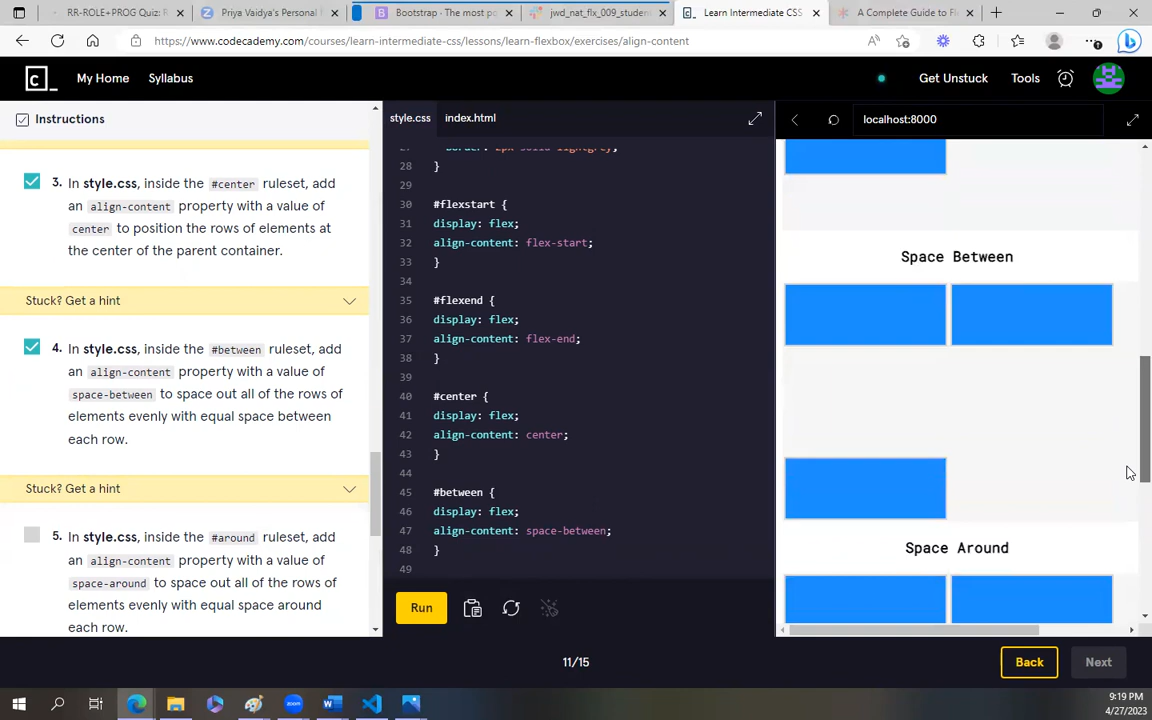 RR-ROLE+PROG Quiz: R
Priya Vaidya's Personal
Bootstrap - The most po
jwd_nat_flx_009_student
Learn Intermediate CSS
A Complete Guide to Fl
https://www.codecademy.com/courses/learn-intermediate-css/lessons/learn-flexbox/exercises/align-content
My Home
Syllabus
Get Unstuck
Tools
Instructions
style.css
index.html
localhost:8000
3. In style.css, inside the #center ruleset, add
an align-content property with a value of
center to position the rows of elements at
the center of the parent container.
Stuck? Get a hint
4. In style.css, inside the #between ruleset, add
an align-content property with a value of
space-between to space out all of the rows of
elements evenly with equal space between
each row.
Stuck? Get a hint
5. In style.css, inside the #around ruleset, add
an align-content property with a value of
space-around to space out all of the rows of
elements evenly with equal space around
each row.
27 border: 2px solid lightgrey;
28 }
29
30 #flexstart {
31 display: flex;
32 align-content: flex-start;
33 }
34
35 #flexend {
36 display: flex;
37 align-content: flex-end;
38 }
39
40 #center {
41 display: flex;
42 align-content: center;
43 }
44
45 #between {
46 display: flex;
47 align-content: space-between;
48 }
49
Run
Space Between
Space Around
11/15
Back
Next
9:19 PM
4/27/2023